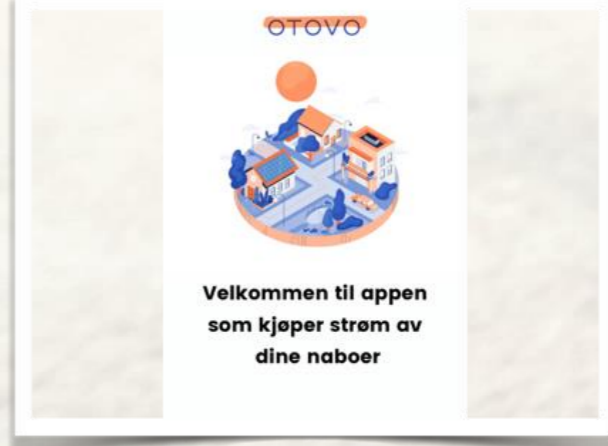 OTOVO
Velkommen til appen
som kjøper strøm av
dine naboer